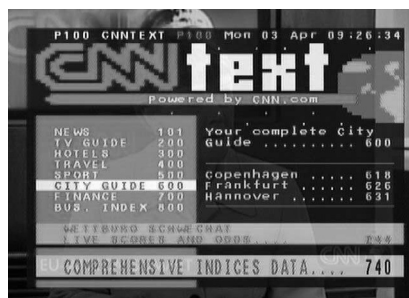 P100 CNNTEXT P100 Mon 03 Apr 09:26:34
CNN text
Powered by CNN.com
NEWS 101
TV GUIDE 200
HOTELS 300
TRAVEL 400
SPORT 500
CITY GUIDE 600
FINANCE 700
BUS. INDEX 800
Your complete City
Guide ......... 600
Copenhagen ..... 618
Frankfurt ...... 626
Hannover ....... 631
WETTBURO SCHWECHAT
LIVE SCORES AND ODDS....
COMPREHENSIVE INDICES DATA.... 740